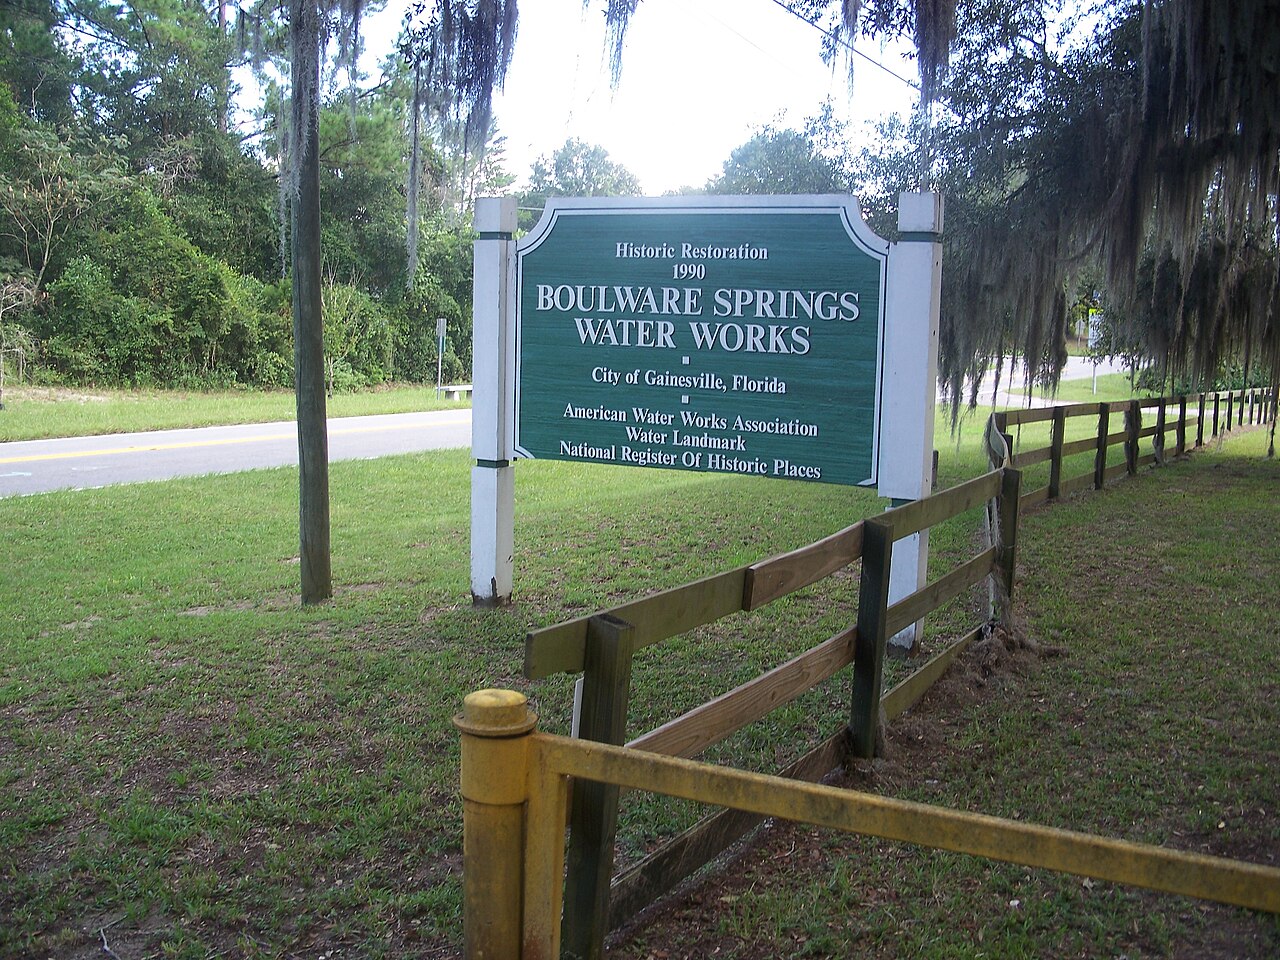 Historic Restoration
1990
BOULWARE SPRINGS
WATER WORKS
City of Gainesville, Florida
American Water Works Association
Water Landmark
National Register Of Historic Places